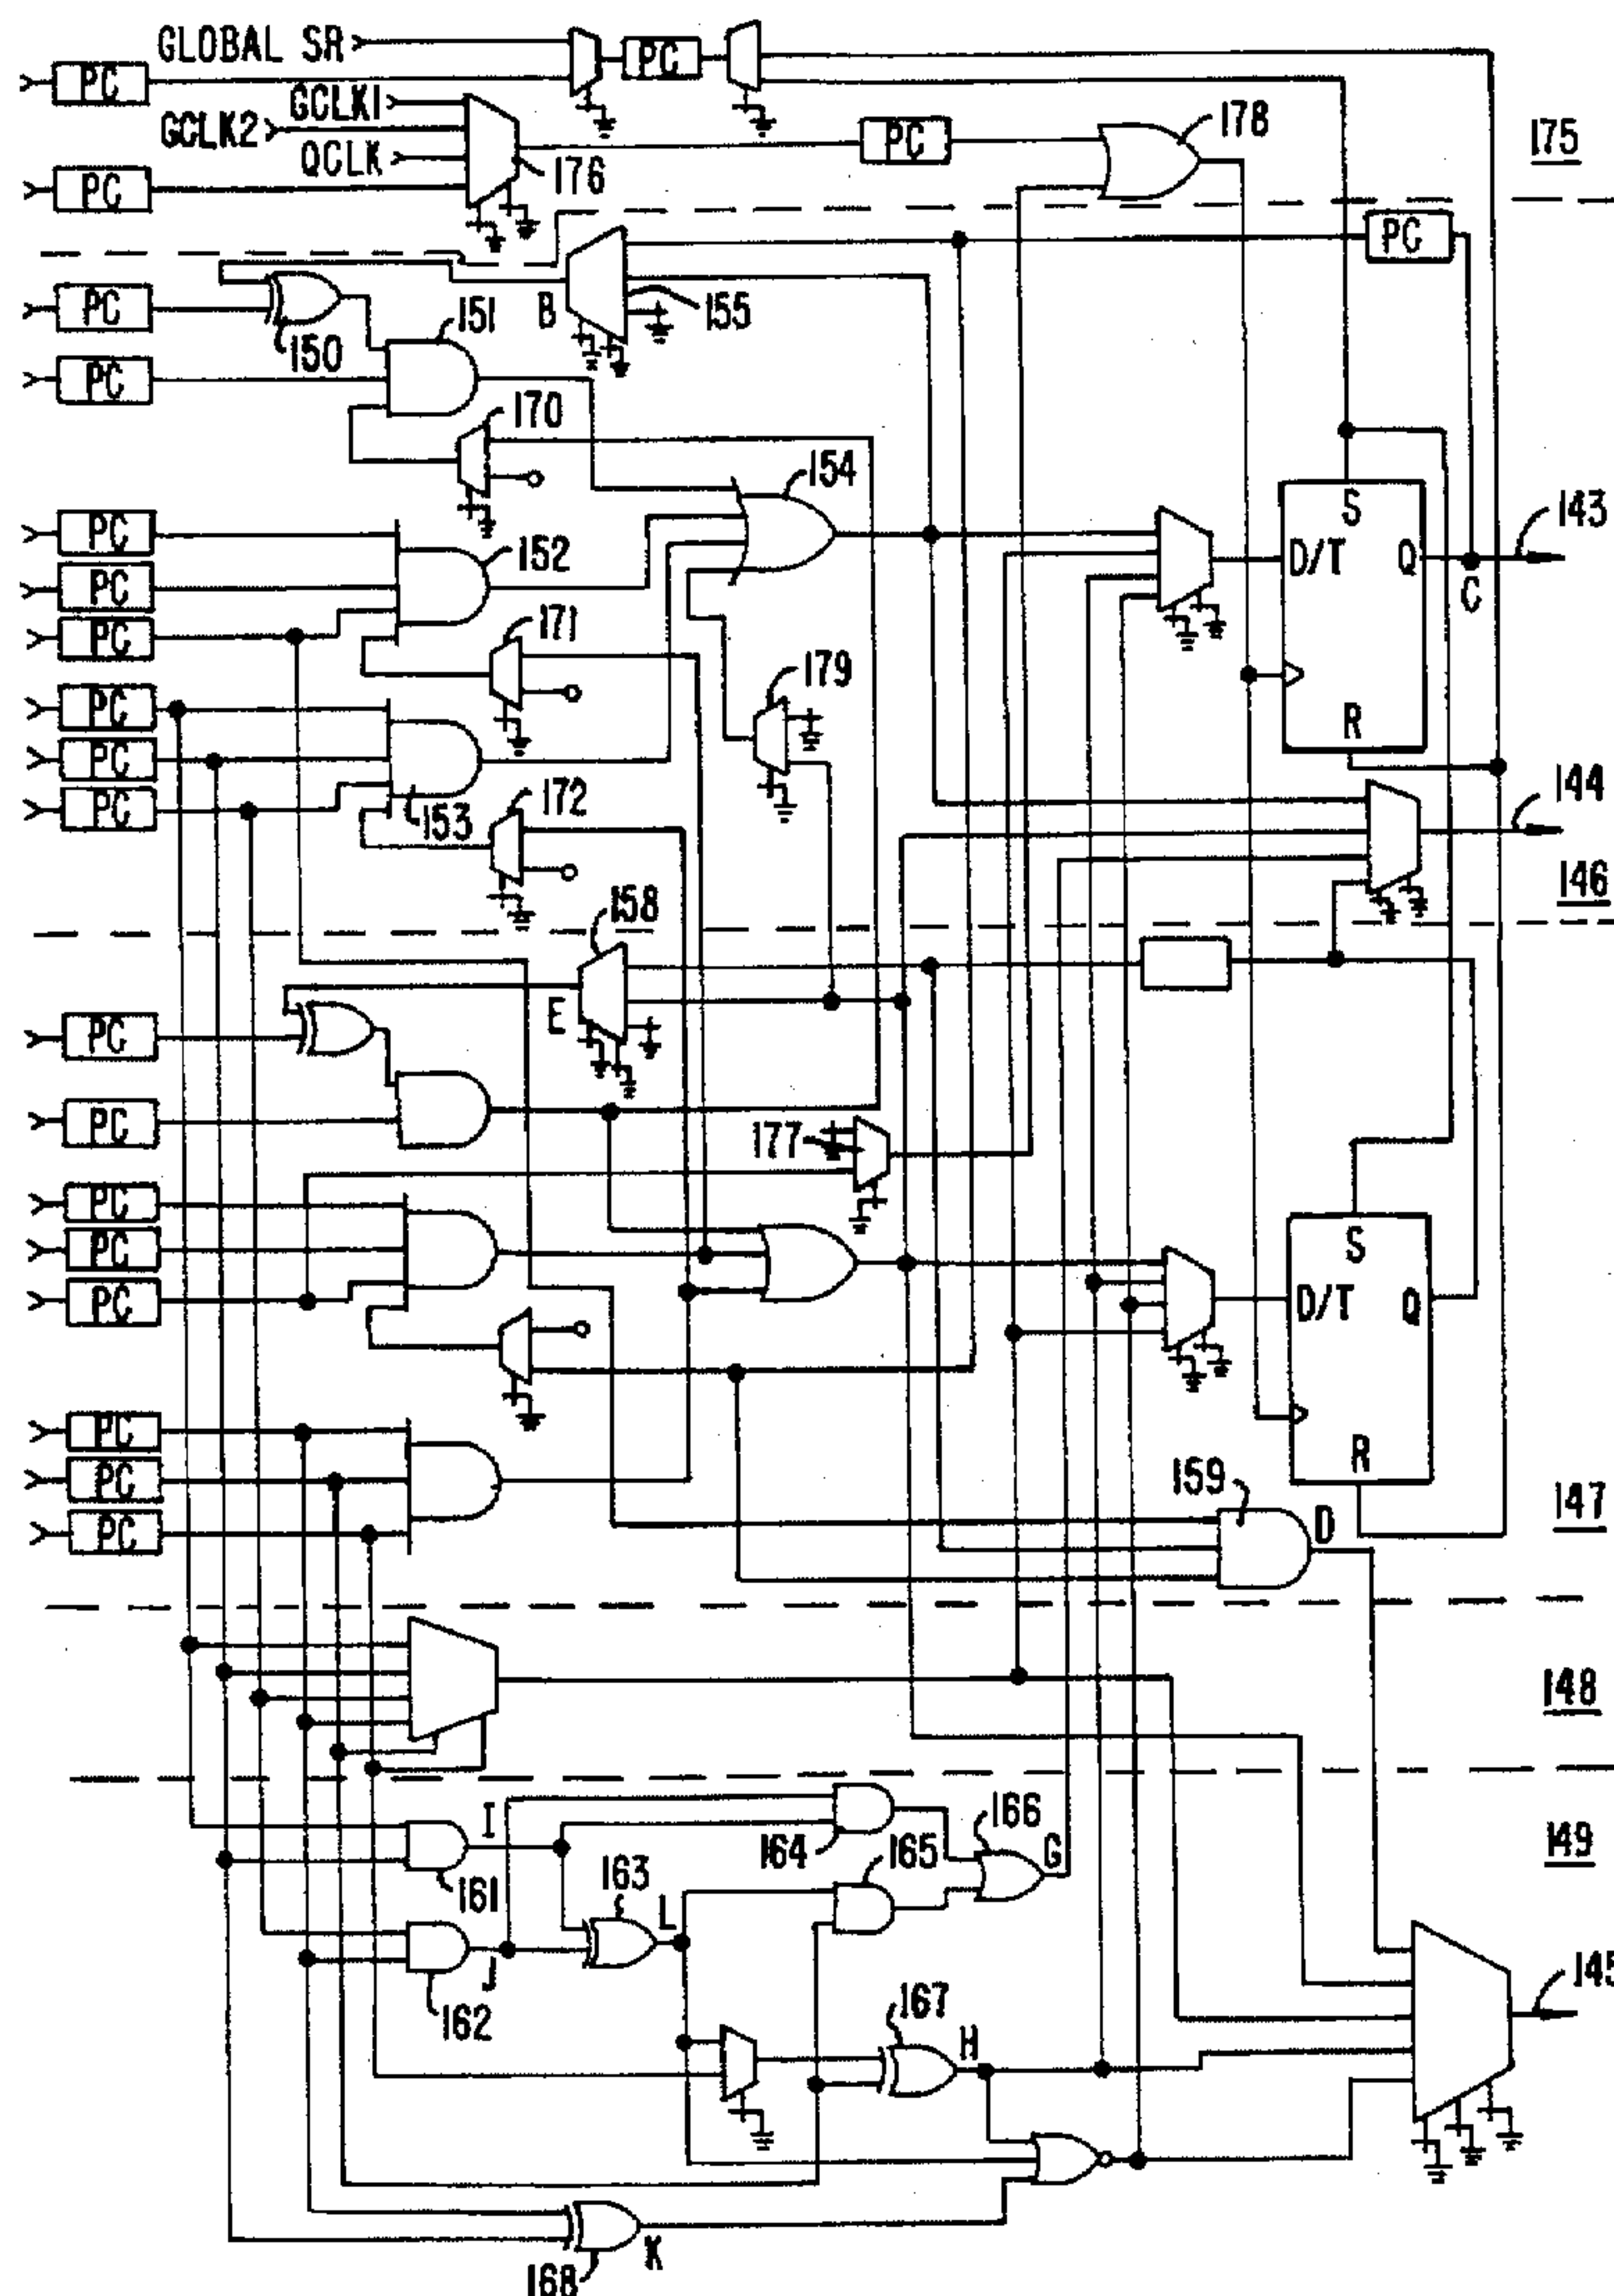 GLOBAL SR
PC
PC
GCLK1
GCLK2
QCLK
176
PC
178
175
PC
PC
PC
B
155
150
151
PC
170
154
PC
PC
152
PC
S
143
D/T
Q
C
171
PC
179
PC
R
PC
153
172
144
146
158
E
PC
PC
177
PC
PC
PC
S
D/T
Q
PC
PC
PC
R
159
D
147
148
I
164
166
G
149
161
163
165
L
J
162
167
H
145
K
168